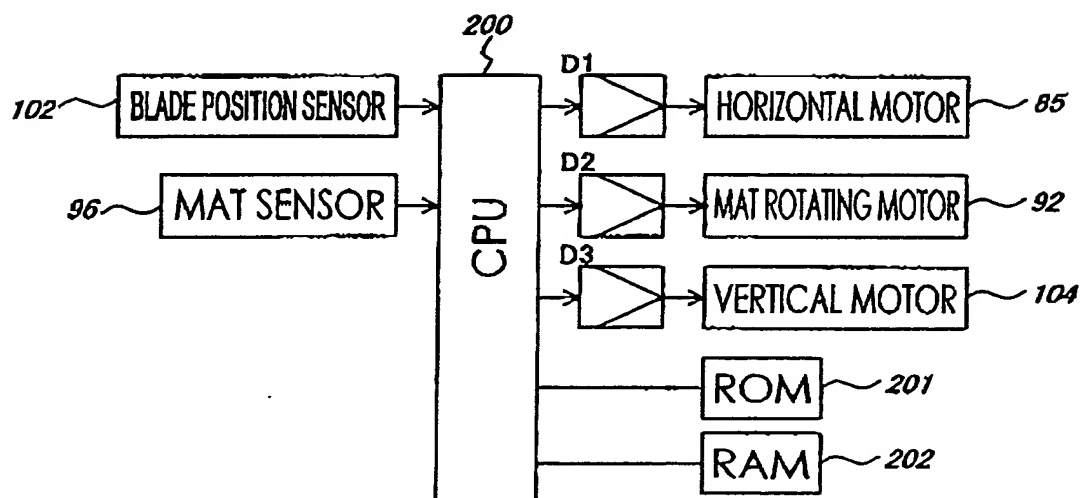 200
102 BLADE POSITION SENSOR
96 MAT SENSOR
CPU
D1
HORIZONTAL MOTOR 85
D2
MAT ROTATING MOTOR 92
D3
VERTICAL MOTOR 104
ROM 201
RAM 202